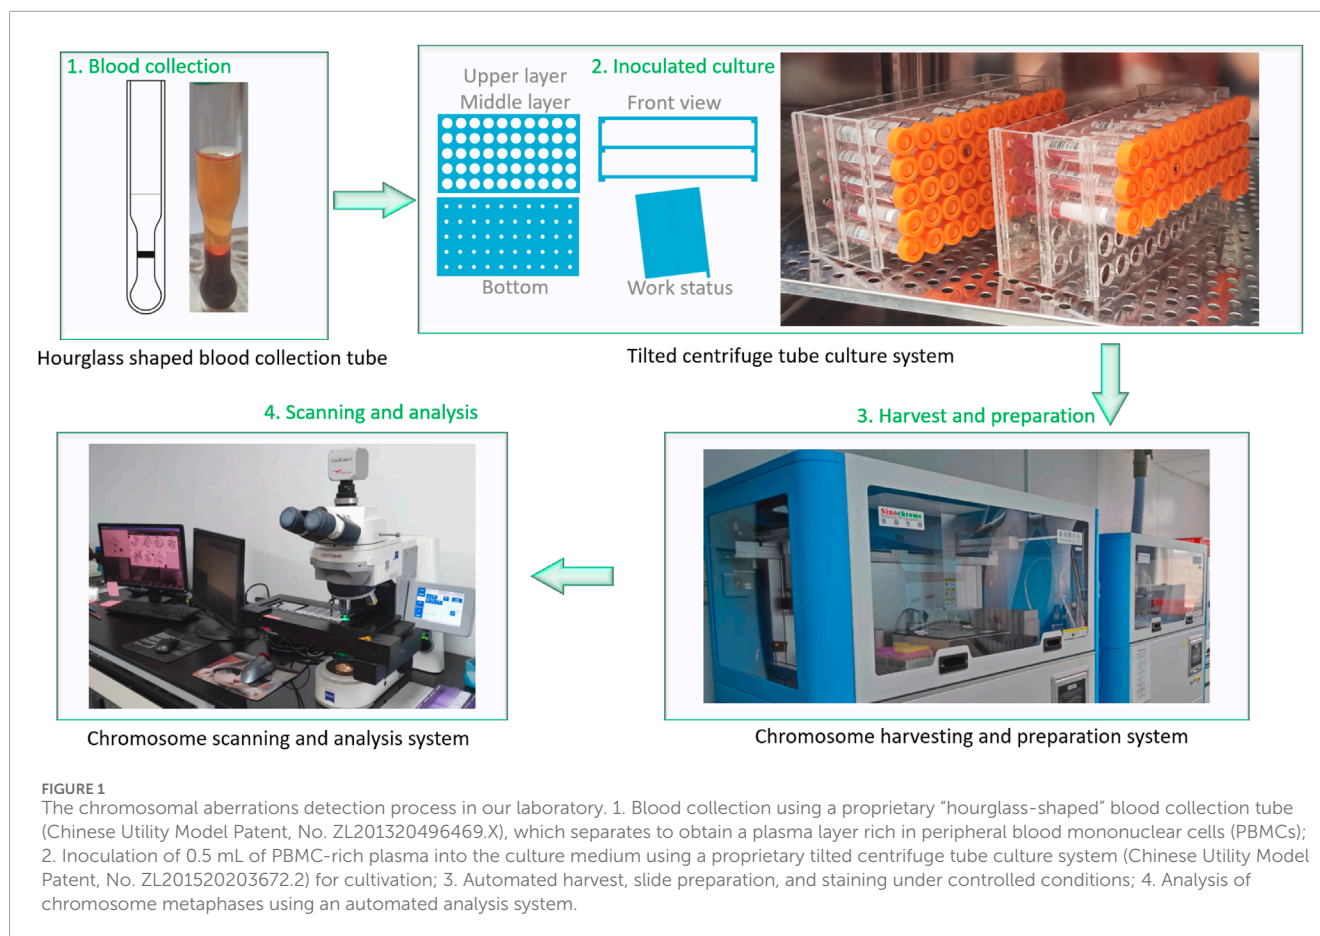 1. Blood collection
2. Inoculated culture
Upper layer
Middle layer
Front view
Bottom
Work status
Hourglass shaped blood collection tube
Tilted centrifuge tube culture system
4. Scanning and analysis
3. Harvest and preparation
Sinochrome
Chromosome scanning and analysis system
Chromosome harvesting and preparation system
FIGURE 1
The chromosomal aberrations detection process in our laboratory. 1. Blood collection using a proprietary “hourglass-shaped” blood collection tube
(Chinese Utility Model Patent, No. ZL201320496469.X), which separates to obtain a plasma layer rich in peripheral blood mononuclear cells (PBMCs);
2. Inoculation of 0.5 mL of PBMC-rich plasma into the culture medium using a proprietary tilted centrifuge tube culture system (Chinese Utility Model
Patent, No. ZL201520203672.2) for cultivation; 3. Automated harvest, slide preparation, and staining under controlled conditions; 4. Analysis of
chromosome metaphases using an automated analysis system.